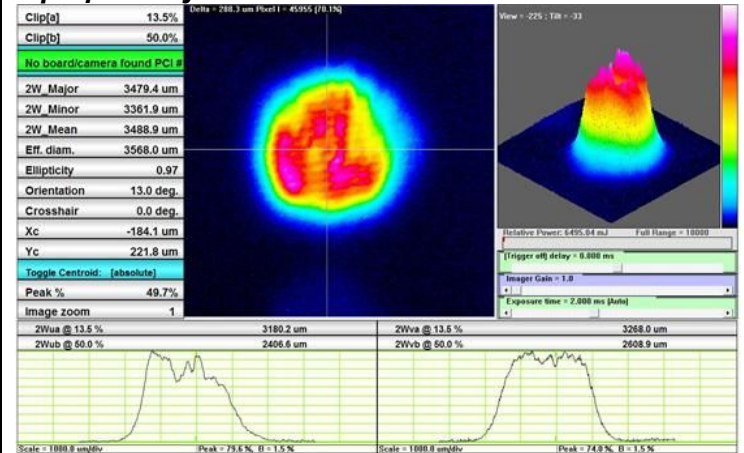 Clip[a] 13.5%
Clip[b] 50.0%
No board/camera found PCI #
2W_Major 3479.4 um
2W_Minor 3361.9 um
2W_Mean 3488.9 um
Eff. diam. 3568.0 um
Ellipticity 0.97
Orientation 13.0 deg.
Crosshair 0.0 deg.
Xc -184.1 um
Yc 221.8 um
Toggle Centroid: [absolute]
Peak % 49.7%
Image zoom 1
Delta = 288.3 um Pixel I = 45955 (70.1%)
View = -225 ; Tilt = -33
Relative Power: 6495.04 mJ Full Range = 10000
[Trigger off] delay = 0.000 ms
Imager Gain = 1.0
Exposure time = 2.000 ms [Auto]
2Wua @ 13.5 % 3180.2 um
2Wub @ 50.0 % 2406.6 um
2Wva @ 13.5 % 3268.0 um
2Wvb @ 50.0 % 2608.9 um
Scale = 1000.0 um/div Peak = 79.6 %, B = 1.5 %
Scale = 1000.0 um/div Peak = 74.0 %, B = 1.5 %